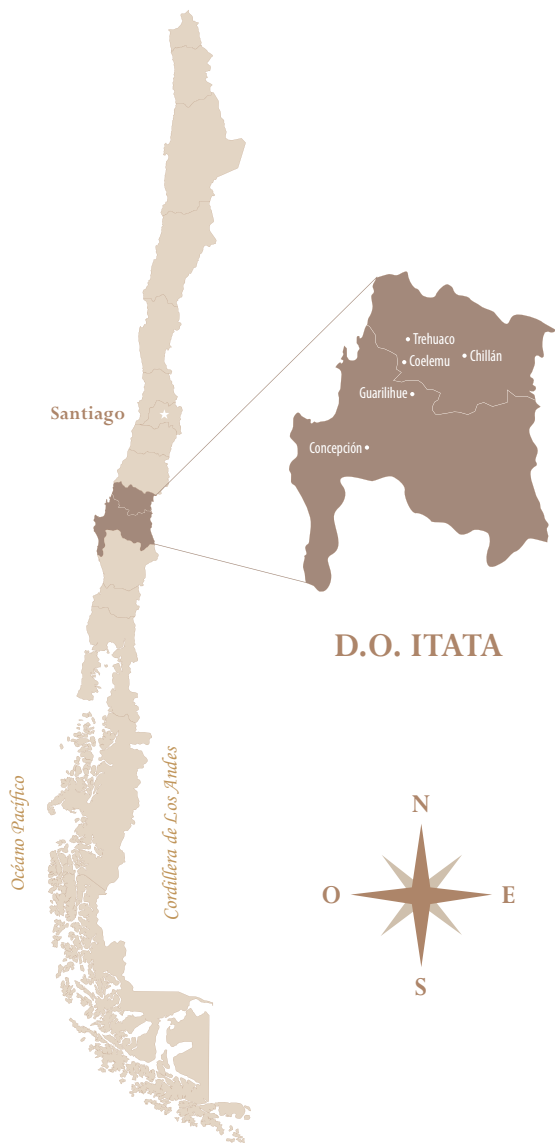 Trehuaco
Coelemu
Chillán
Guarilihue
Santiago
Concepción
D.O. ITATA
Océano Pacífico
Cordillera de Los Andes
N
O
E
S